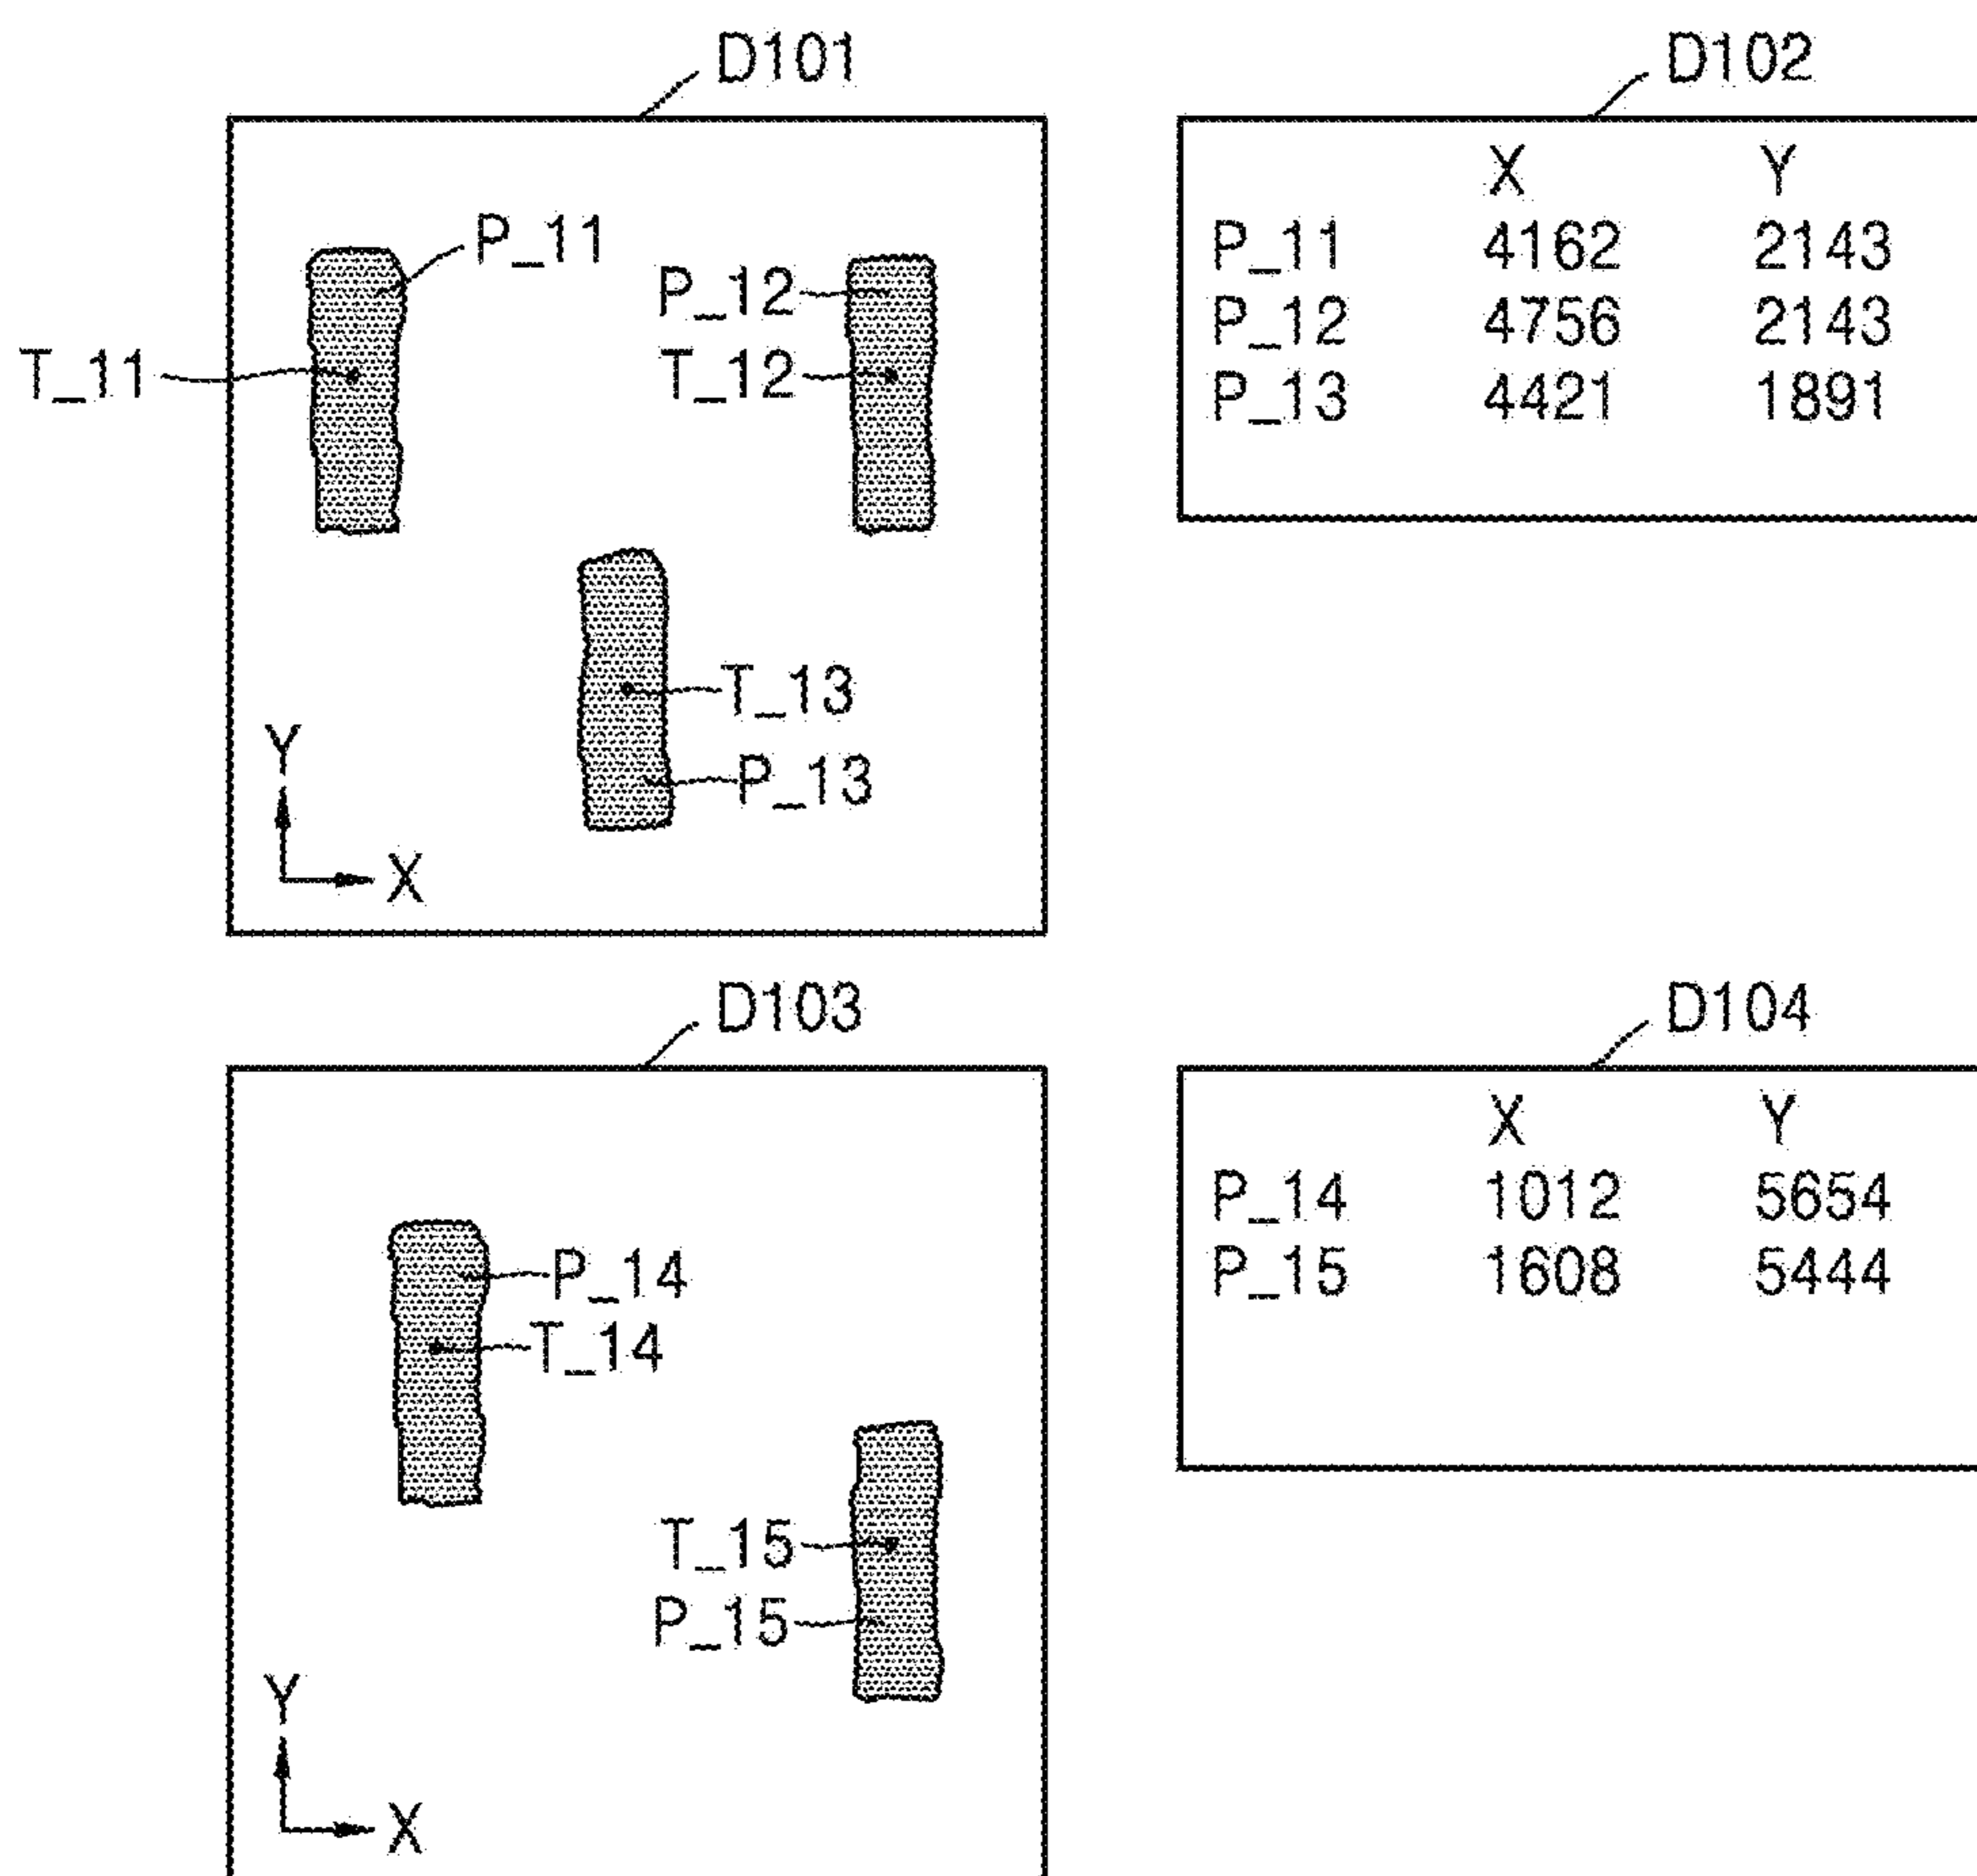 D101
D102
P_11
P_12
T_11
T_12
T_13
P_13
Y
X
X Y
P_11 4162 2143
P_12 4756 2143
P_13 4421 1891
D103
D104
P_14
T_14
T_15
P_15
Y
X
X Y
P_14 1012 5654
P_15 1608 5444